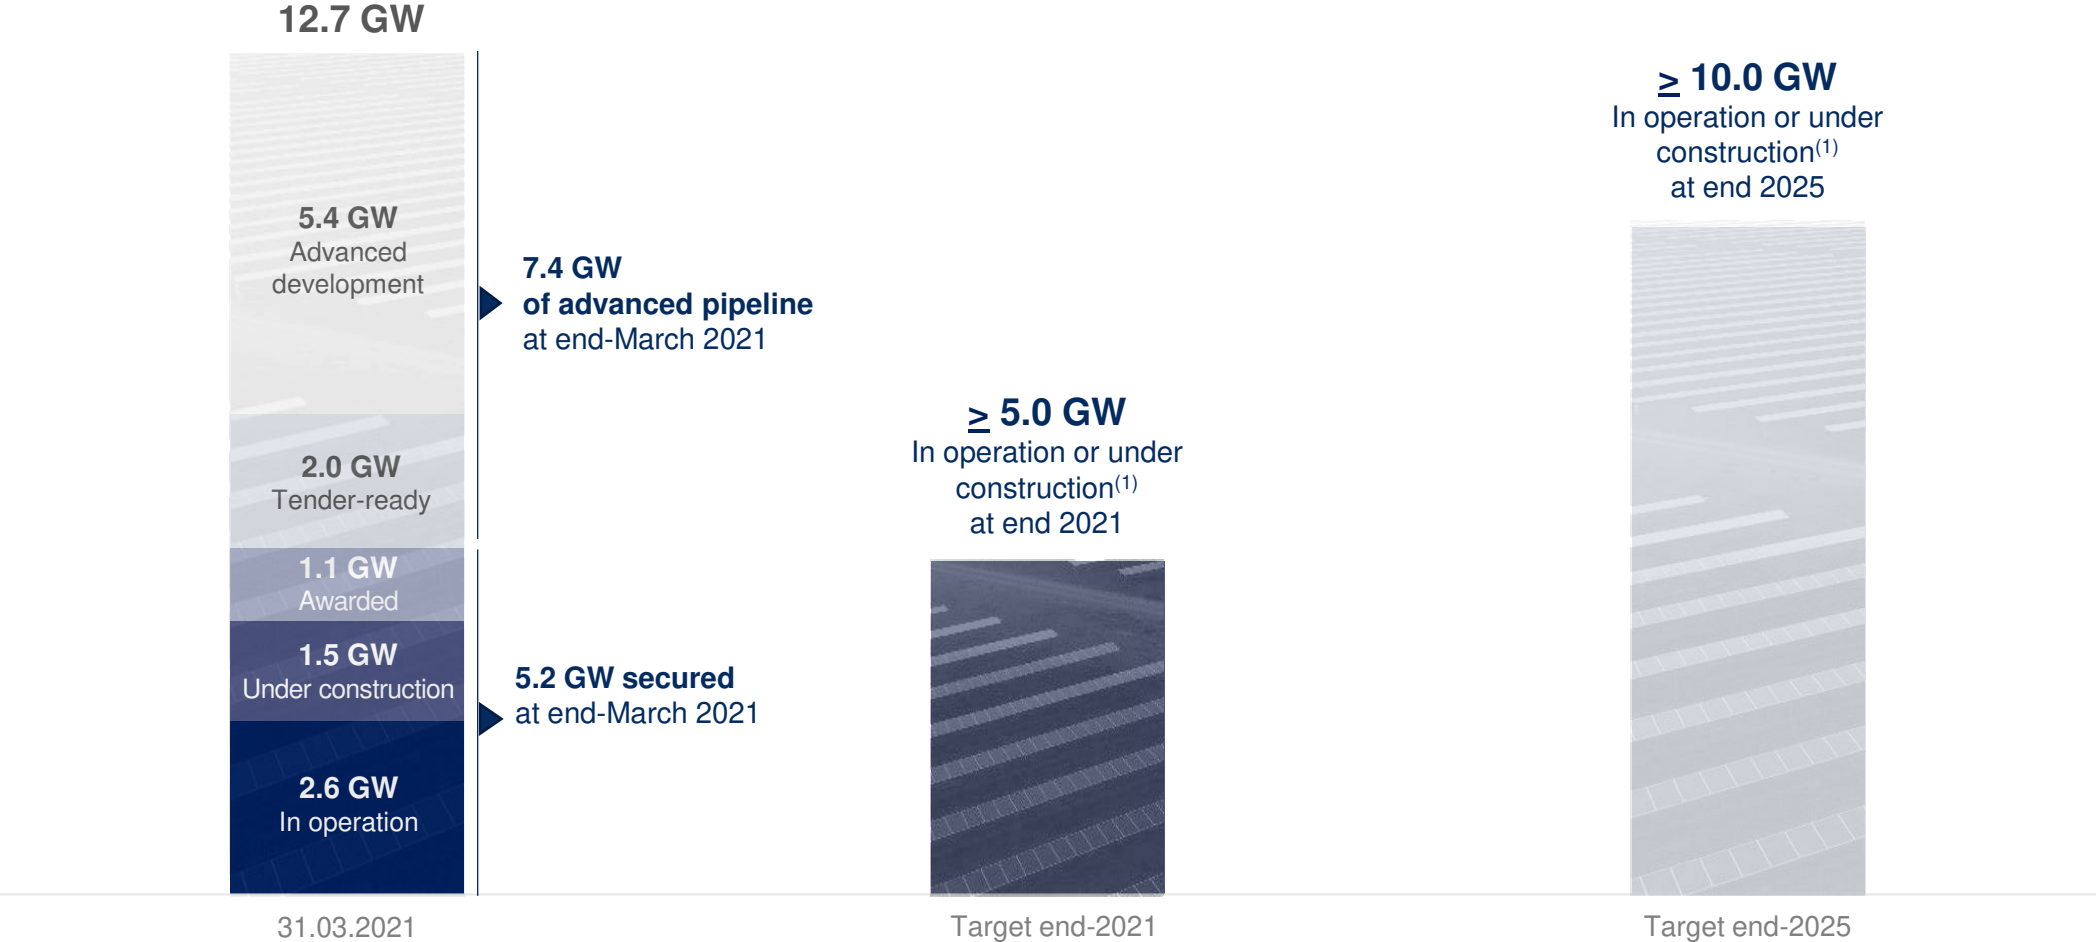 12.7 GW
5.4 GW
Advanced
development
2.0 GW
Tender-ready
1.1 GW
Awarded
1.5 GW
Under construction
2.6 GW
In operation
31.03.2021
7.4 GW
of advanced pipeline
at end-March 2021
5.2 GW secured
at end-March 2021
≥ 5.0 GW
In operation or under
construction(1)
at end 2021
Target end-2021
≥ 10.0 GW
In operation or under
construction(1)
at end 2025
Target end-2025